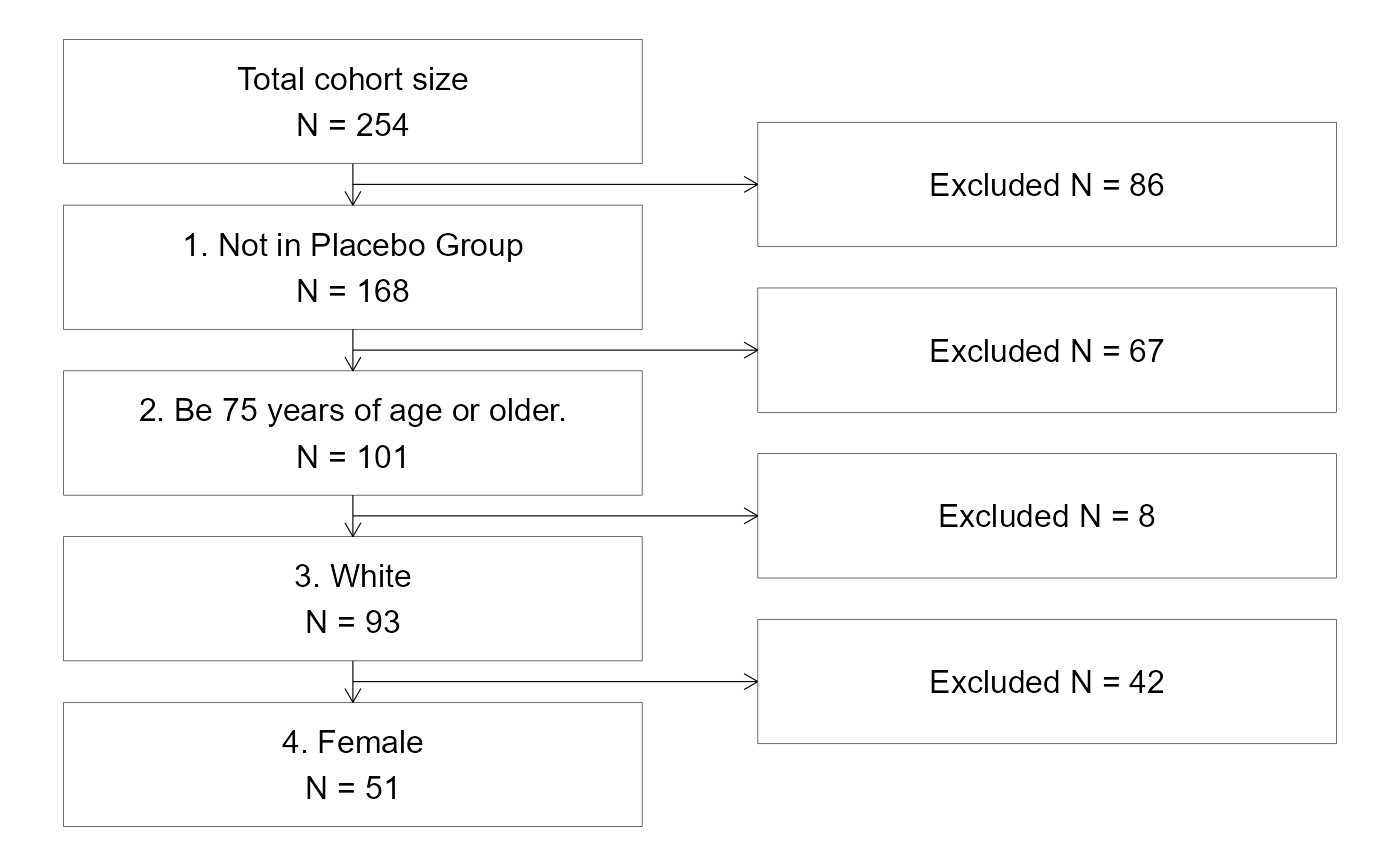 Total cohort size
N = 254
Excluded N = 86
1. Not in Placebo Group
N = 168
Excluded N = 67
2. Be 75 years of age or older.
N = 101
Excluded N = 8
3. White
N = 93
Excluded N = 42
4. Female
N = 51